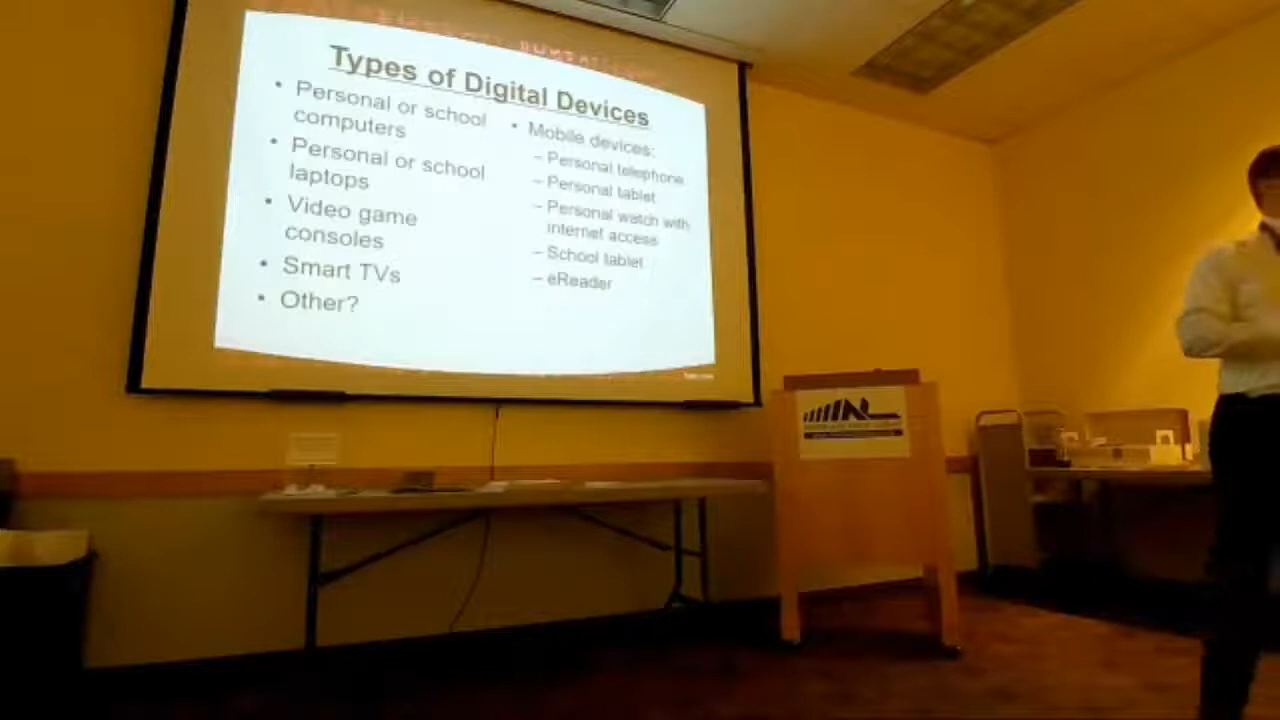 Types of Digital Devices
• Personal or school
computers
• Personal or school
laptops
• Video game
consoles
• Smart TVs
• Other?
• Mobile devices:
– Personal telephone
– Personal tablet
– Personal watch with
internet access
– School tablet
– eReader